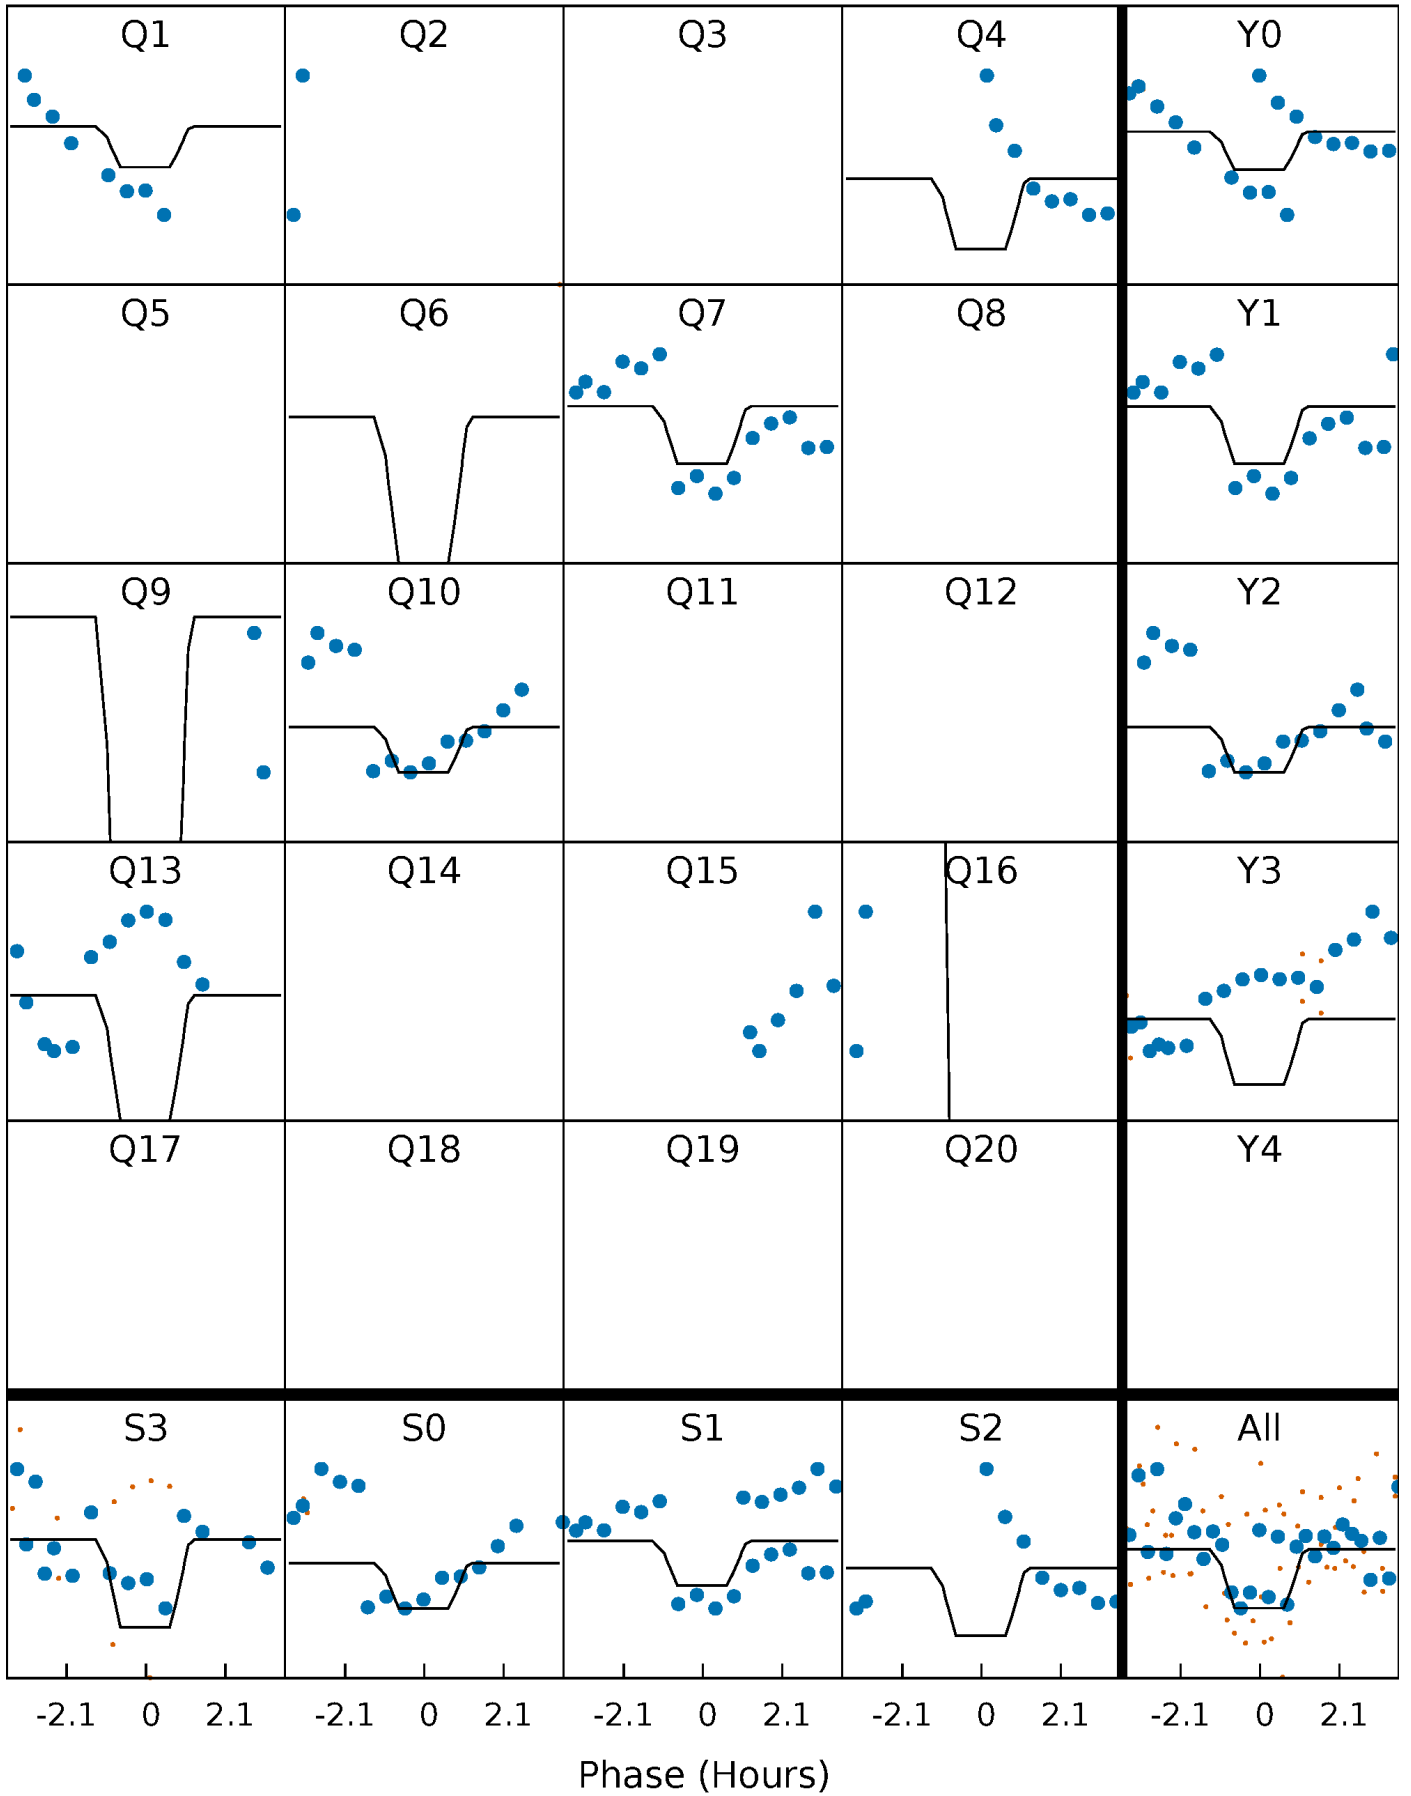 Q1 Q2 Q3 Q4 Y0
Q5 Q6 Q7 Q8 Y1
Q9 Q10 Q11 Q12 Y2
Q13 Q14 Q15 Q16 Y3
Q17 Q18 Q19 Q20 Y4
S3 S0 S1 S2 All
-2.1 0 2.1 -2.1 0 2.1 -2.1 0 2.1 -2.1 0 2.1 -2.1 0 2.1
Phase (Hours)